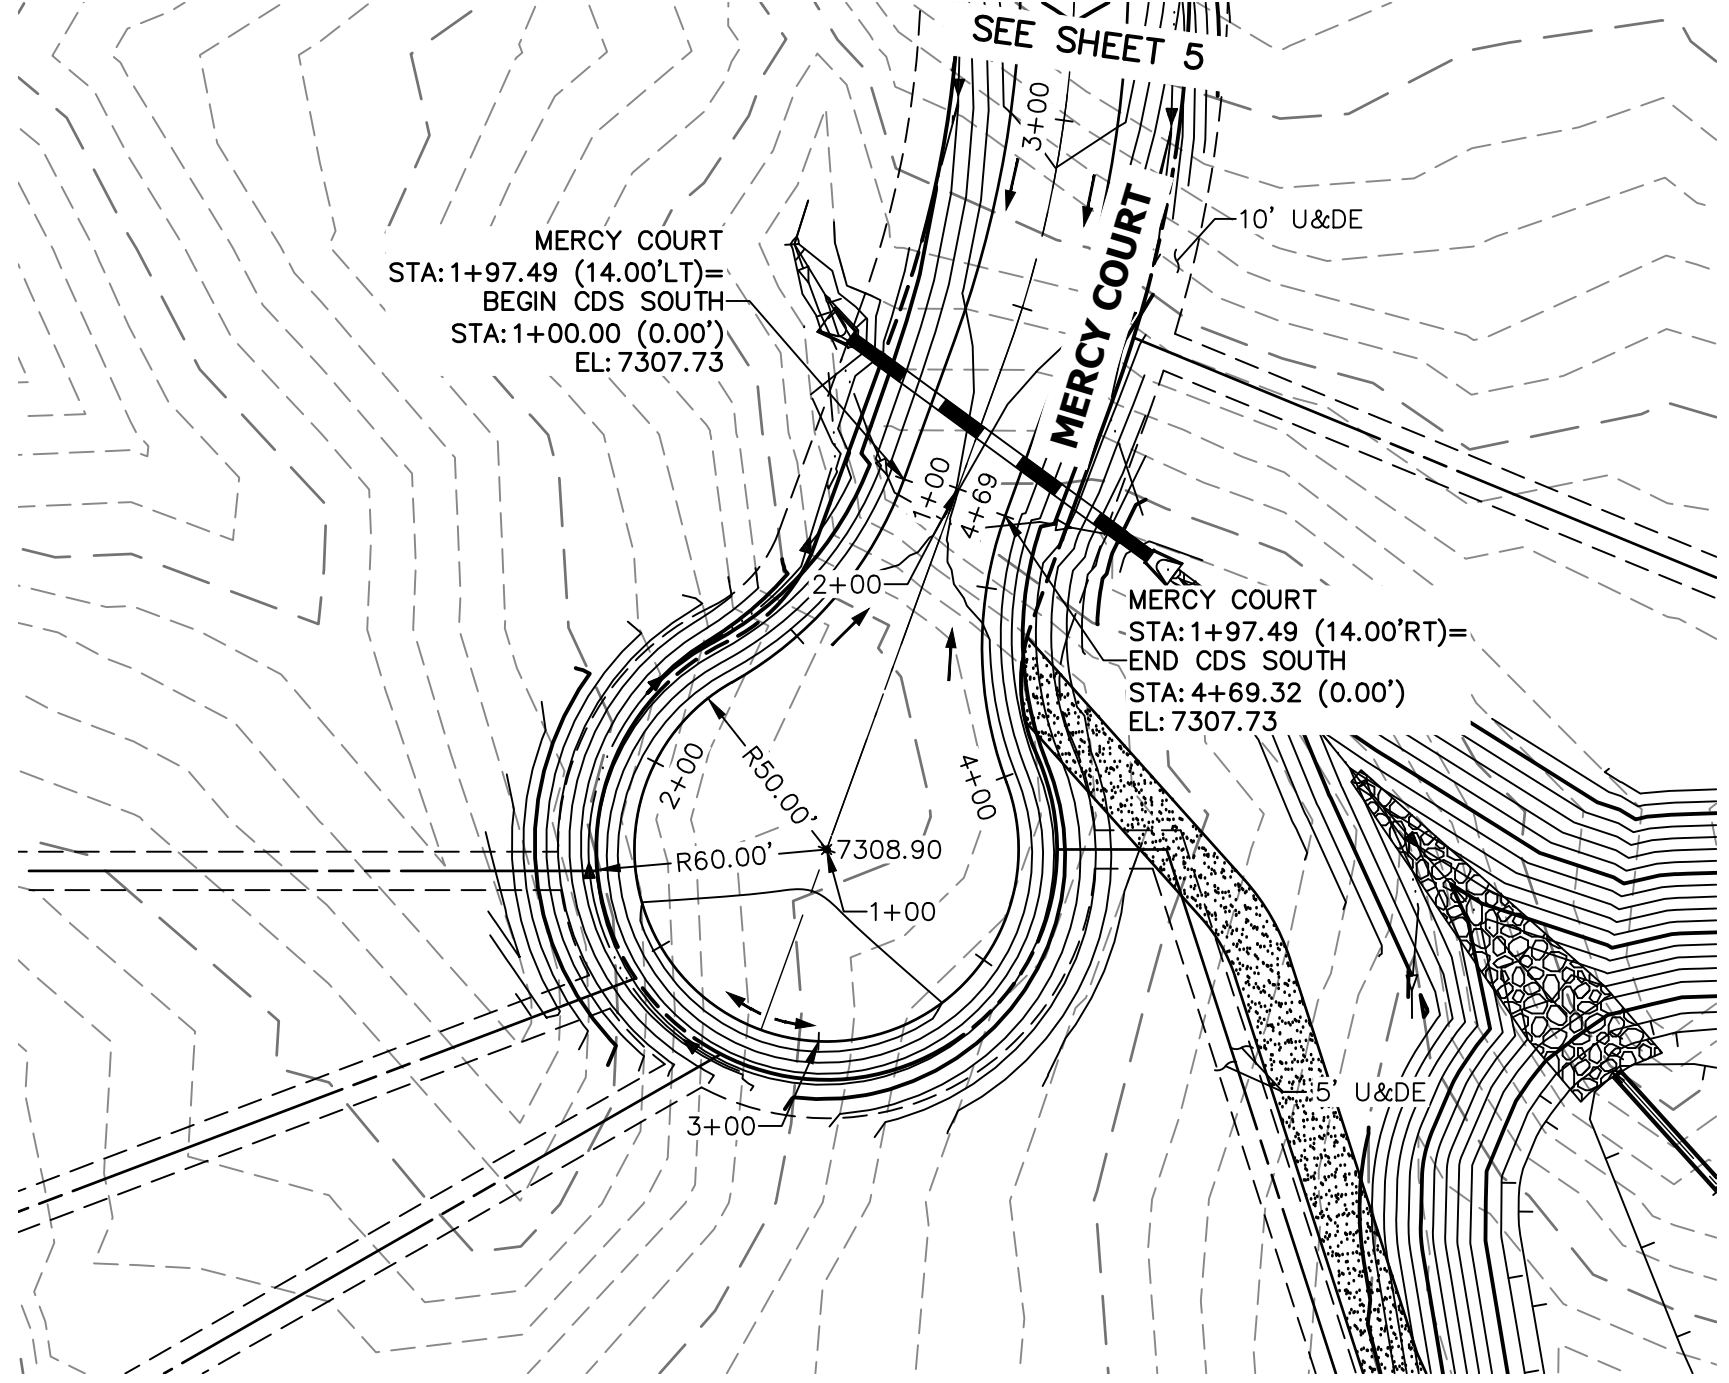 SEE SHEET 5
3+00
MERCY COURT
10' U&DE
MERCY COURT
STA: 1+97.49 (14.00'LT)=
BEGIN CDS SOUTH
STA: 1+00.00 (0.00')
EL: 7307.73
1+00
4+69
2+00
MERCY COURT
STA: 1+97.49 (14.00'RT)=
END CDS SOUTH
STA: 4+69.32 (0.00')
EL: 7307.73
2+00
R50.00'
4+00
R60.00'
7308.90
1+00
3+00
5' U&DE